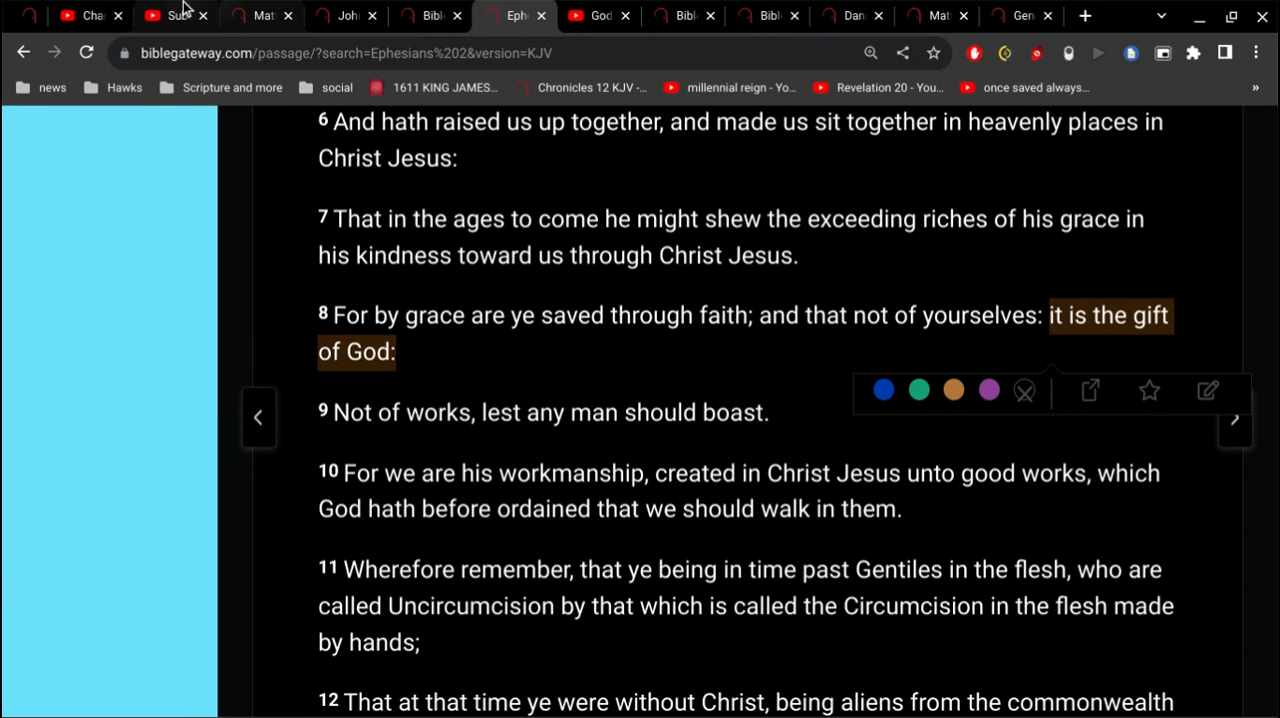 Cha Su Mat Joh Bibl Eph God Bibl Bibl Dan Mat Gen
biblegateway.com/passage/?search=Ephesians%202&version=KJV
news Hawks Scripture and more social 1611 KING JAMES... Chronicles 12 KJV -... millennial reign - Yo... Revelation 20 - You... once saved always... »
6 And hath raised us up together, and made us sit together in heavenly places in
Christ Jesus:
7 That in the ages to come he might shew the exceeding riches of his grace in
his kindness toward us through Christ Jesus.
8 For by grace are ye saved through faith; and that not of yourselves: it is the gift
of God:
9 Not of works, lest any man should boast.
10 For we are his workmanship, created in Christ Jesus unto good works, which
God hath before ordained that we should walk in them.
11 Wherefore remember, that ye being in time past Gentiles in the flesh, who are
called Uncircumcision by that which is called the Circumcision in the flesh made
by hands;
12 That at that time ye were without Christ, being aliens from the commonwealth